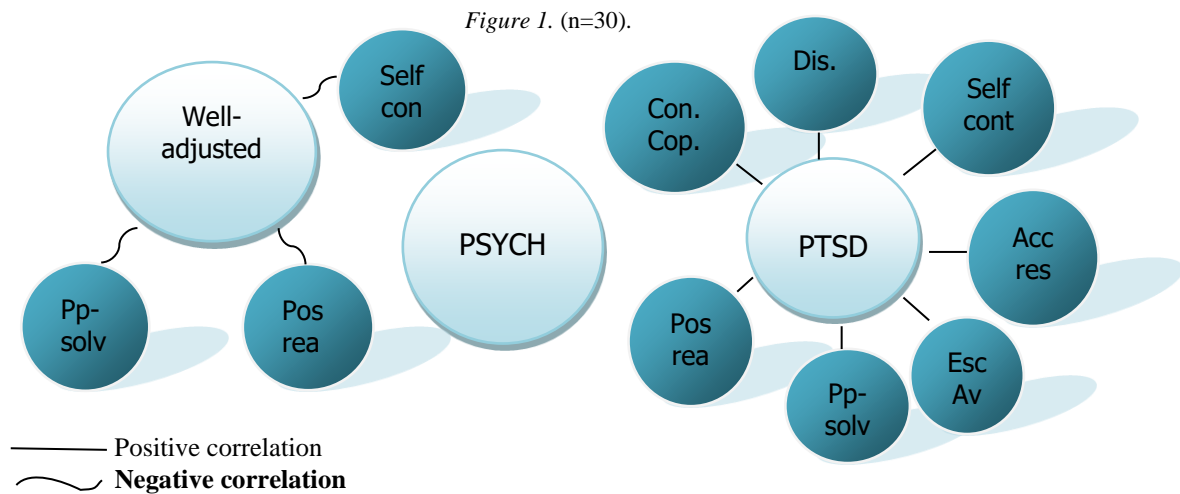 Figure 1. (n=30).
Self
con
Well-
adjusted
Pp-
solv
Pos
rea
PSYCH
Con.
Cop.
Dis.
Self
cont
PTSD
Acc
res
Pos
rea
Pp-
solv
Esc
Av
Positive correlation
Negative correlation